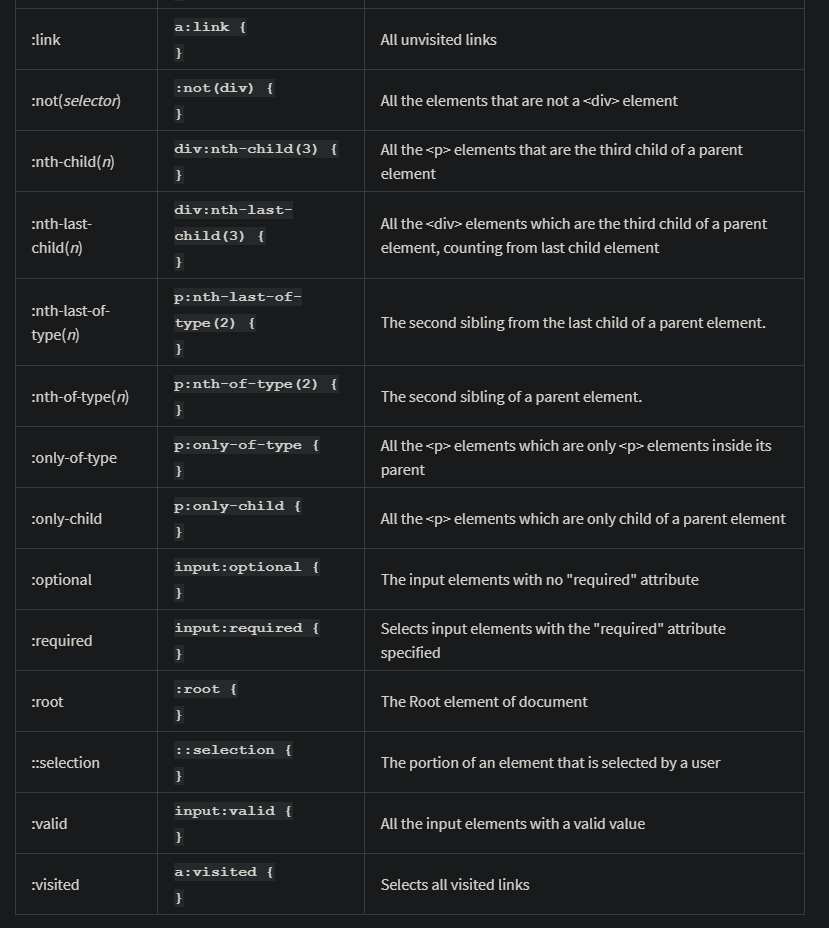 :link
a:link {
}
All unvisited links
:not(selector)
:not(div) {
}
All the elements that are not a <div> element
:nth-child(n)
div:nth-child(3) {
}
All the <p> elements that are the third child of a parent
element
:nth-last-
child(n)
div:nth-last-
child(3) {
}
All the <div> elements which are the third child of a parent
element, counting from last child element
:nth-last-of-
type(n)
p:nth-last-of-
type(2) {
}
The second sibling from the last child of a parent element.
:nth-of-type(n)
p:nth-of-type(2) {
}
The second sibling of a parent element.
:only-of-type
p:only-of-type {
}
All the <p> elements which are only <p> elements inside its
parent
:only-child
p:only-child {
}
All the <p> elements which are only child of a parent element
:optional
input:optional {
}
The input elements with no "required" attribute
:required
input:required {
}
Selects input elements with the "required" attribute
specified
:root
:root {
}
The Root element of document
::selection
::selection {
}
The portion of an element that is selected by a user
:valid
input:valid {
}
All the input elements with a valid value
:visited
a:visited {
}
Selects all visited links